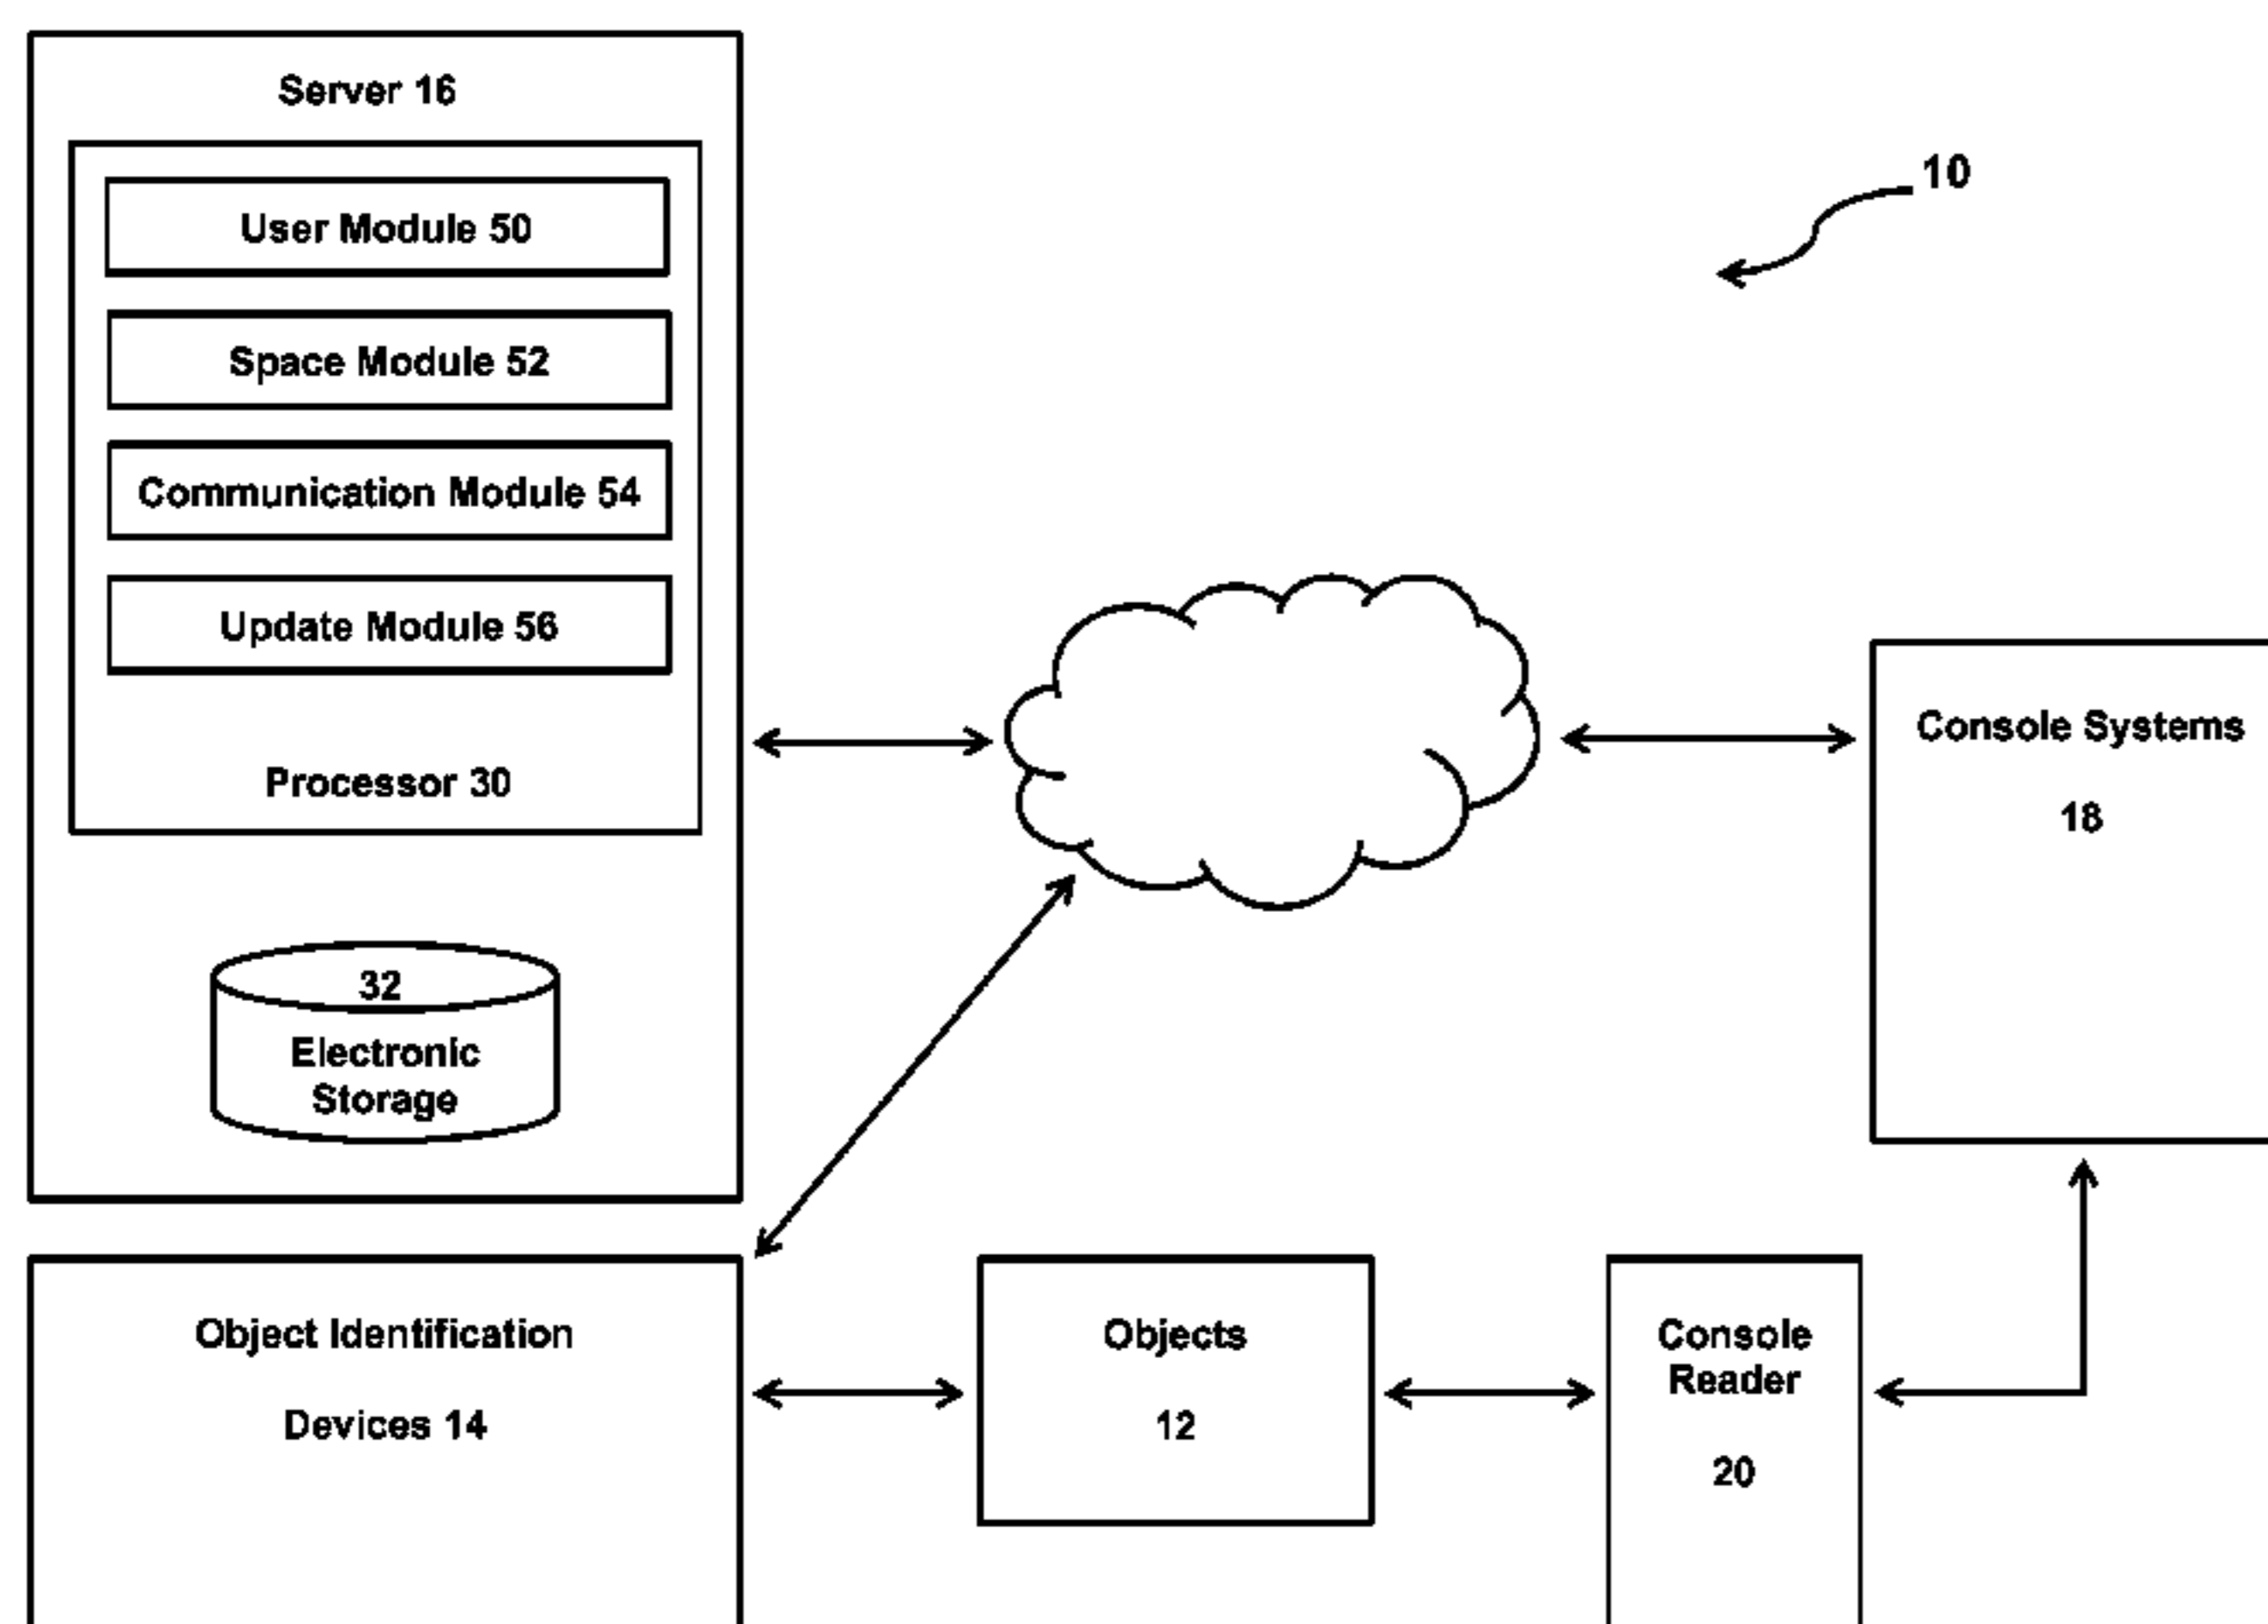 Server 16
User Module 50
Space Module 52
Communication Module 54
Update Module 56
Processor 30
32
Electronic
Storage
10
Console Systems
18
Object Identification
Devices 14
Objects
12
Console
Reader
20